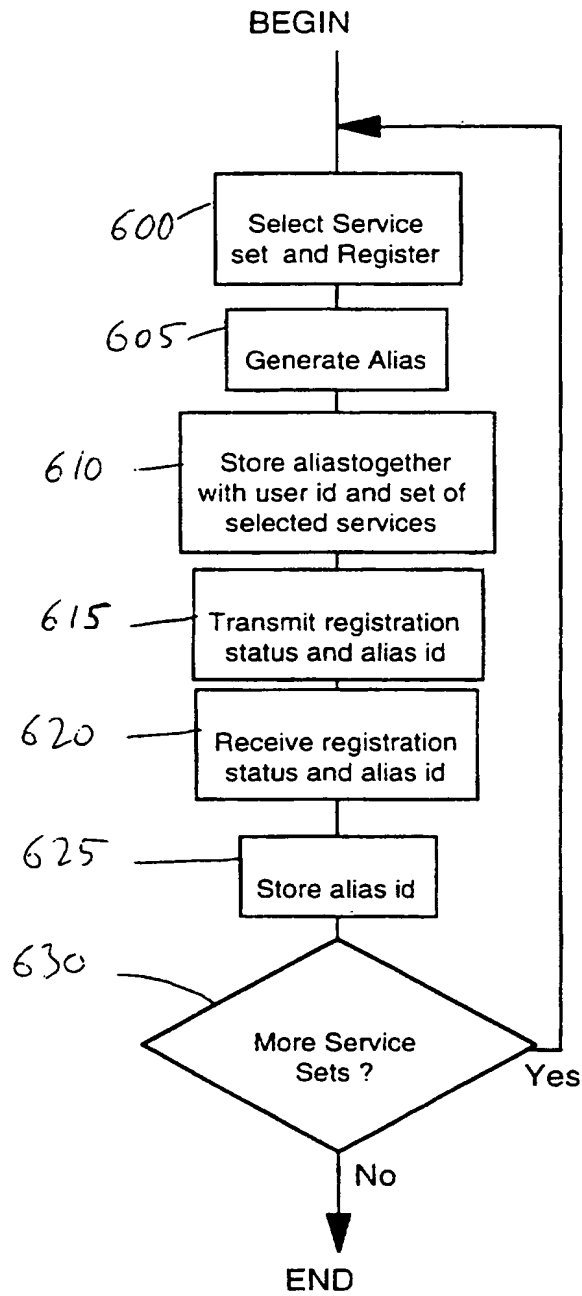 BEGIN
600
Select Service
set and Register
605
Generate Alias
610
Store aliastogether
with user id and set of
selected services
615
Transmit registration
status and alias id
620
Receive registration
status and alias id
625
Store alias id
630
More Service
Sets ?
Yes
No
END